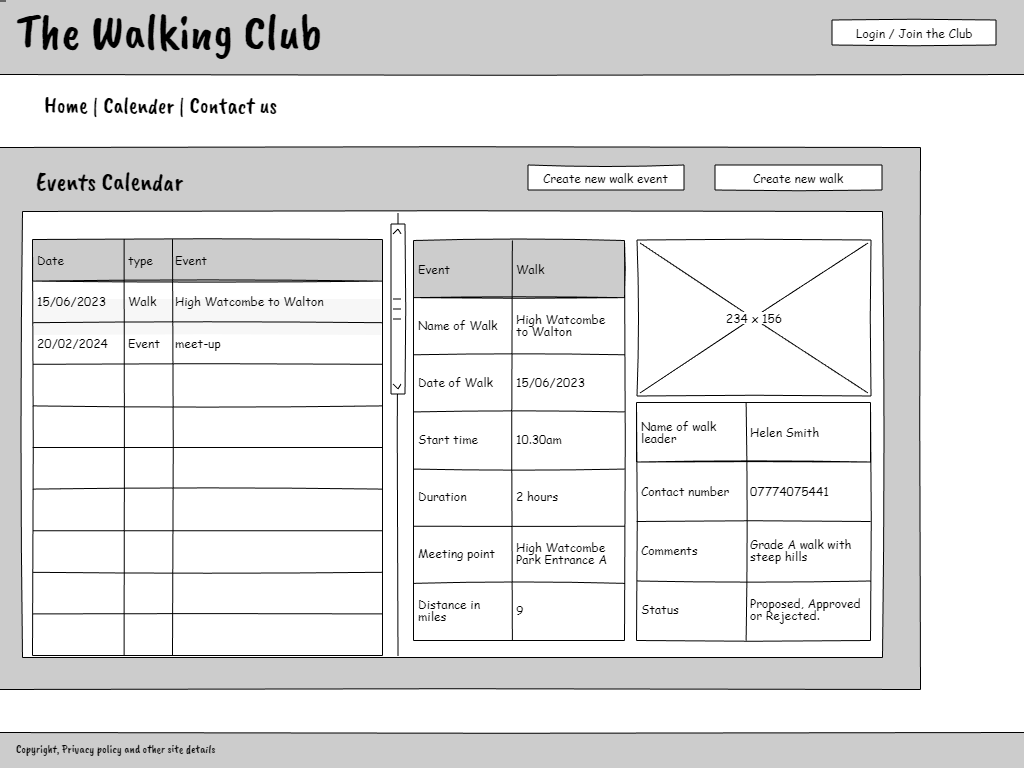 The Walking Club
Login / Join the Club
Home | Calender | Contact us
Events Calendar
Create new walk event
Create new walk
Date type Event
15/06/2023 Walk High Watcombe to Walton
20/02/2024 Event meet-up
Event Walk
Name of Walk High Watcombe
to Walton
Date of Walk 15/06/2023
Start time 10.30am
Duration 2 hours
Meeting point High Watcombe
Park Entrance A
Distance in
miles 9
234 x 156
Name of walk
leader Helen Smith
Contact number 07774075441
Comments Grade A walk with
steep hills
Status Proposed, Approved
or Rejected.
Copyright, Privacy policy and other site details